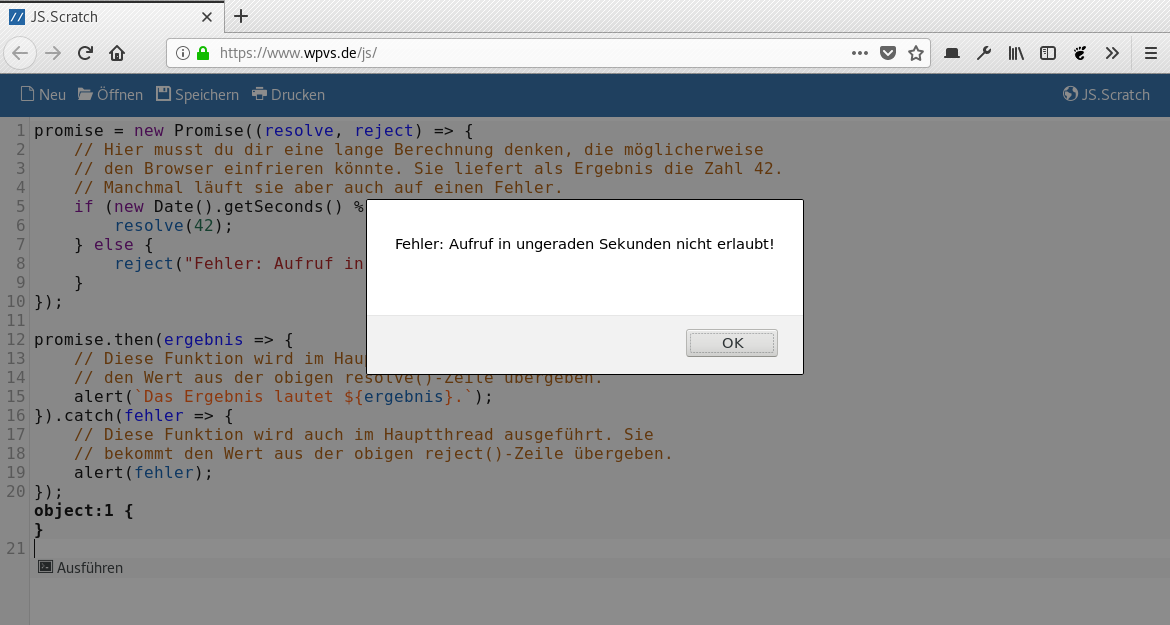 JS.Scratch
https://www.wpvs.de/js/
Neu Öffnen Speichern Drucken JS.Scratch
1 promise = new Promise((resolve, reject) => {
2 // Hier musst du dir eine lange Berechnung denken, die möglicherweise
3 // den Browser einfrieren könnte. Sie liefert als Ergebnis die Zahl 42.
4 // Manchmal läuft sie aber auch auf einen Fehler.
5 if (new Date().getSeconds() %
6 resolve(42);
7 } else {
8 reject("Fehler: Aufruf in
9 }
10 });
11
12 promise.then(ergebnis => {
13 // Diese Funktion wird im
14 // den Wert aus der obigen resolve()-Zeile übergeben.
15 alert(`Das Ergebnis lautet ${ergebnis}.`);
16 }).catch(fehler => {
17 // Diese Funktion wird auch im Hauptthread ausgeführt. Sie
18 // bekommt den Wert aus der obigen reject()-Zeile übergeben.
19 alert(fehler);
20 });
object:1 {
}
21
Ausführen
Fehler: Aufruf in ungeraden Sekunden nicht erlaubt!
OK